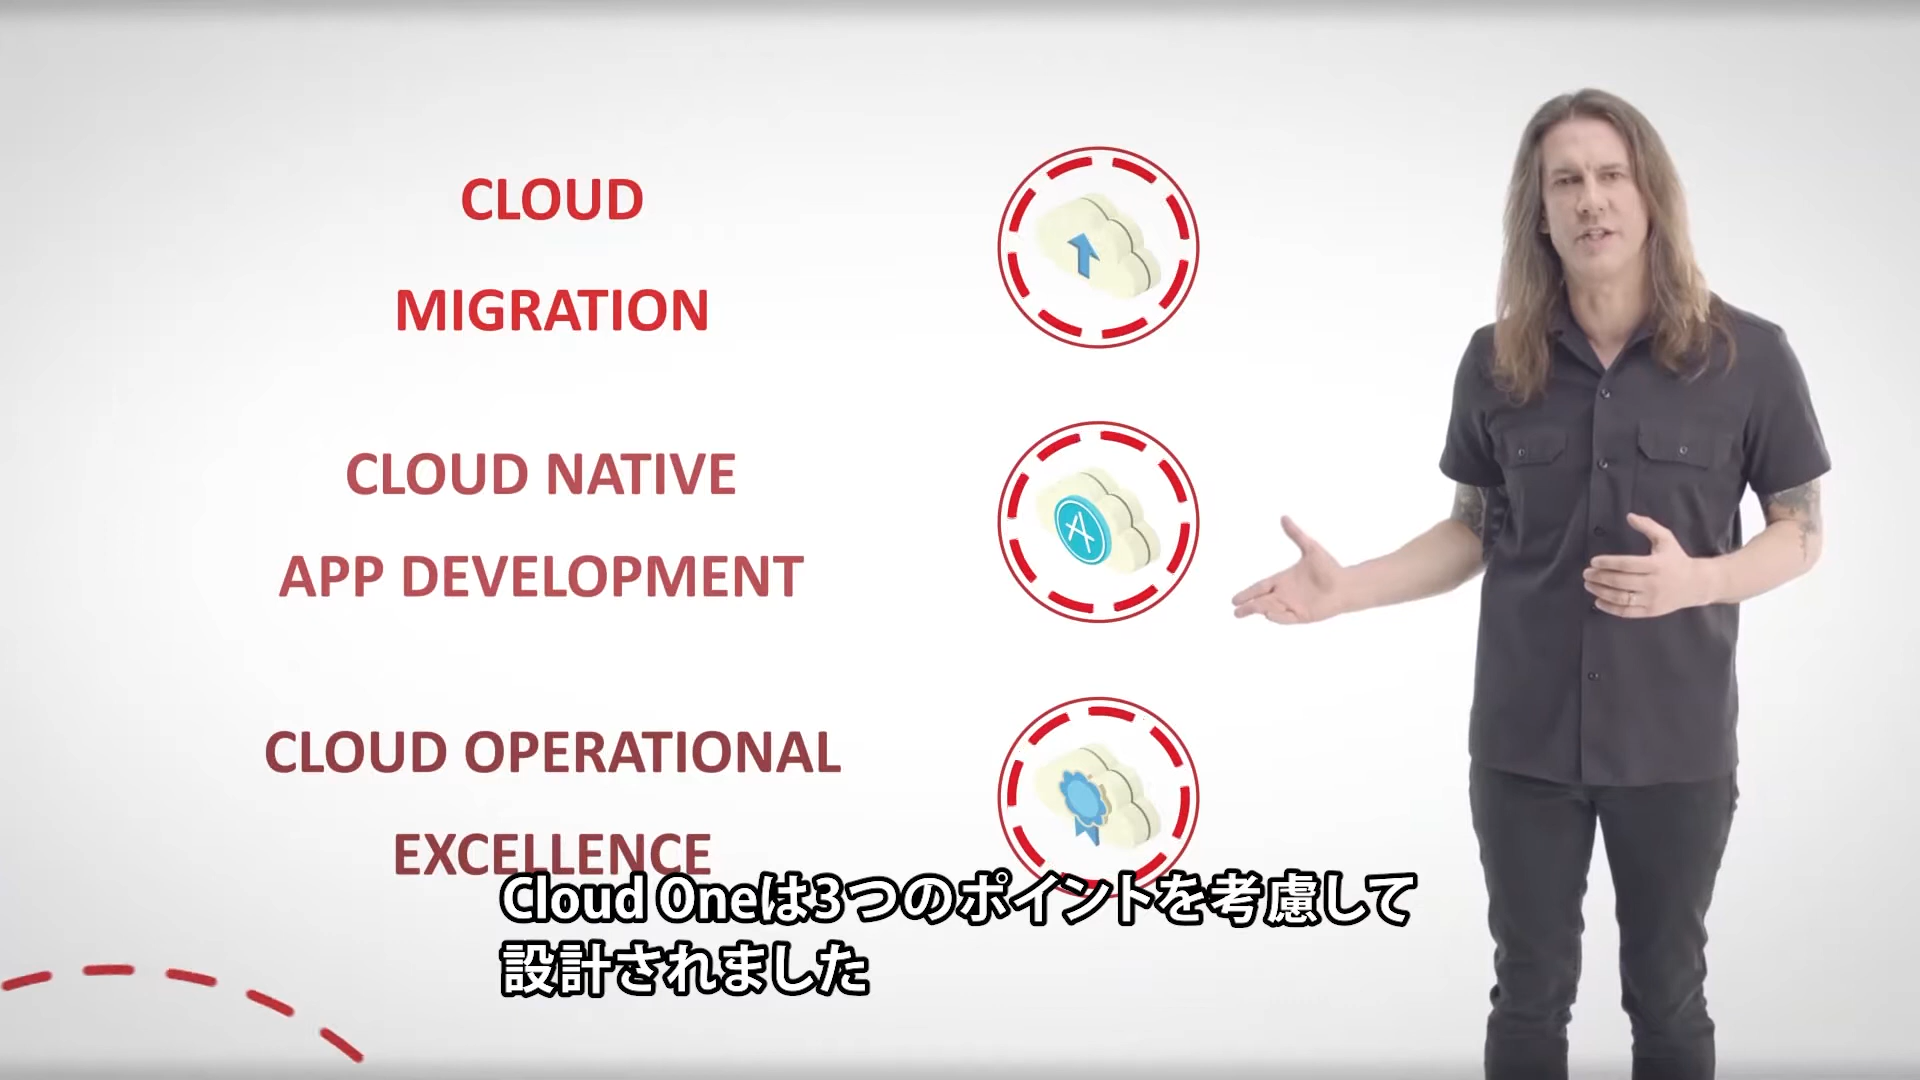 CLOUD
MIGRATION
CLOUD NATIVE
APP DEVELOPMENT
CLOUD OPERATIONAL
EXCELLENCE
Cloud Oneは3つのポイントを考慮して
設計されました